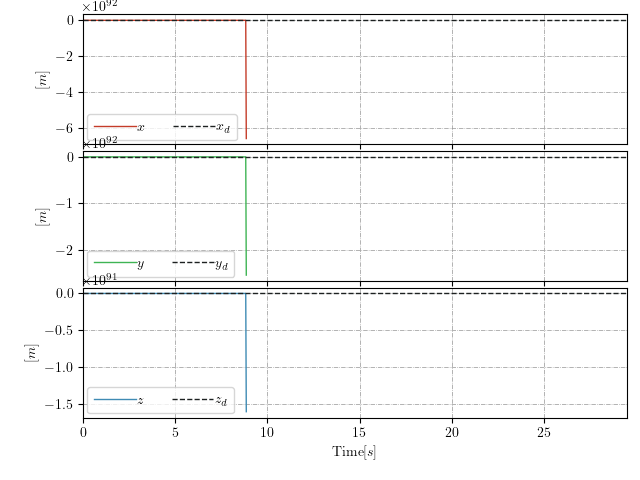 ×10⁹²
0
−2
−4
−6
[m]
x
x_d
×10⁹²
0
−1
−2
[m]
y
y_d
×10⁹¹
0.0
−0.5
−1.0
−1.5
[m]
z
z_d
0 5 10 15 20 25
Time[s]